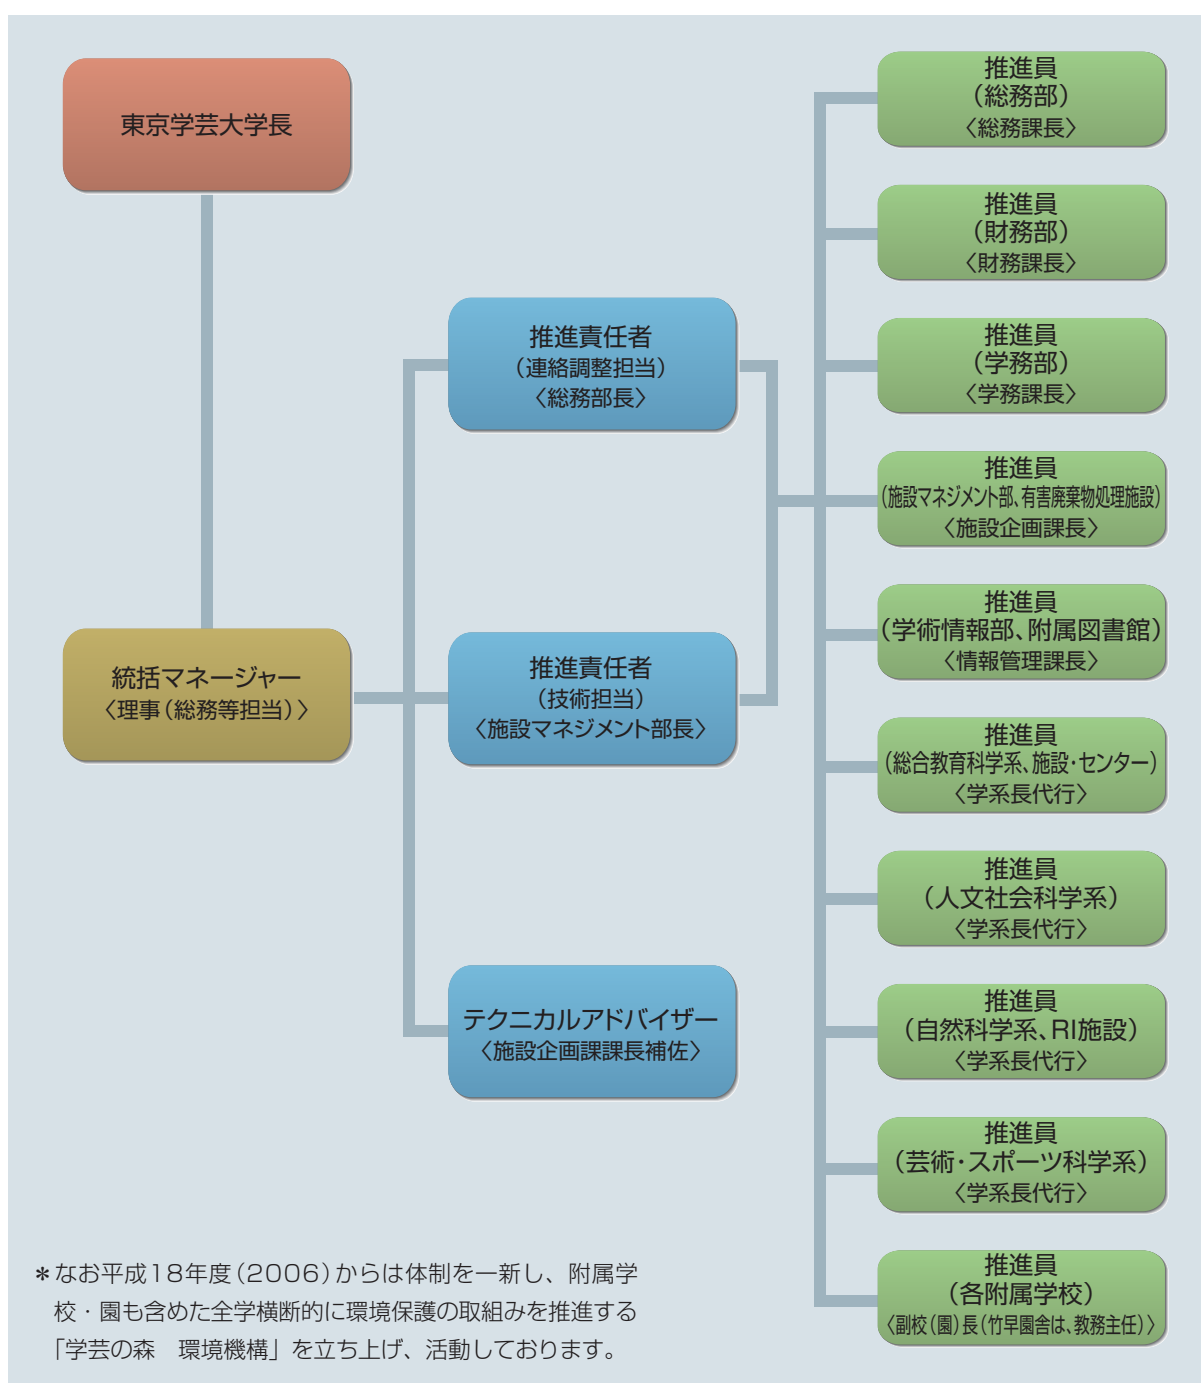 東京学芸大学長
統括マネージャー
〈理事（総務等担当）〉
推進責任者
（連絡調整担当）
〈総務部長〉
推進責任者
（技術担当）
〈施設マネジメント部長〉
テクニカルアドバイザー
〈施設企画課課長補佐〉
推進員
（総務部）
〈総務課長〉
推進員
（財務部）
〈財務課長〉
推進員
（学務部）
〈学務課長〉
推進員
（施設マネジメント部、有害廃棄物処理施設）
〈施設企画課長〉
推進員
（学術情報部、附属図書館）
〈情報管理課長〉
推進員
（総合教育科学系、施設・センター）
〈学系長代行〉
推進員
（人文社会科学系）
〈学系長代行〉
推進員
（自然科学系、RI施設）
〈学系長代行〉
推進員
（芸術・スポーツ科学系）
〈学系長代行〉
推進員
（各附属学校）
〈副校（園）長（竹早園舎は、教務主任）〉
＊なお平成18年度（2006）からは体制を一新し、附属学
校・園も含めた全学横断的に環境保護の取組みを推進する
「学芸の森　環境機構」を立ち上げ、活動しております。